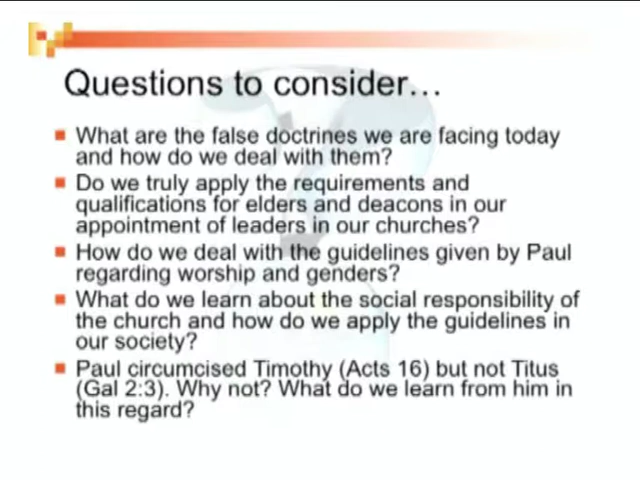 Questions to consider...
What are the false doctrines we are facing today
and how do we deal with them?
Do we truly apply the requirements and
qualifications for elders and deacons in our
appointment of leaders in our churches?
How do we deal with the guidelines given by Paul
regarding worship and genders?
What do we learn about the social responsibility of
the church and how do we apply the guidelines in
our society?
Paul circumcised Timothy (Acts 16) but not Titus
(Gal 2:3). Why not? What do we learn from him in
this regard?